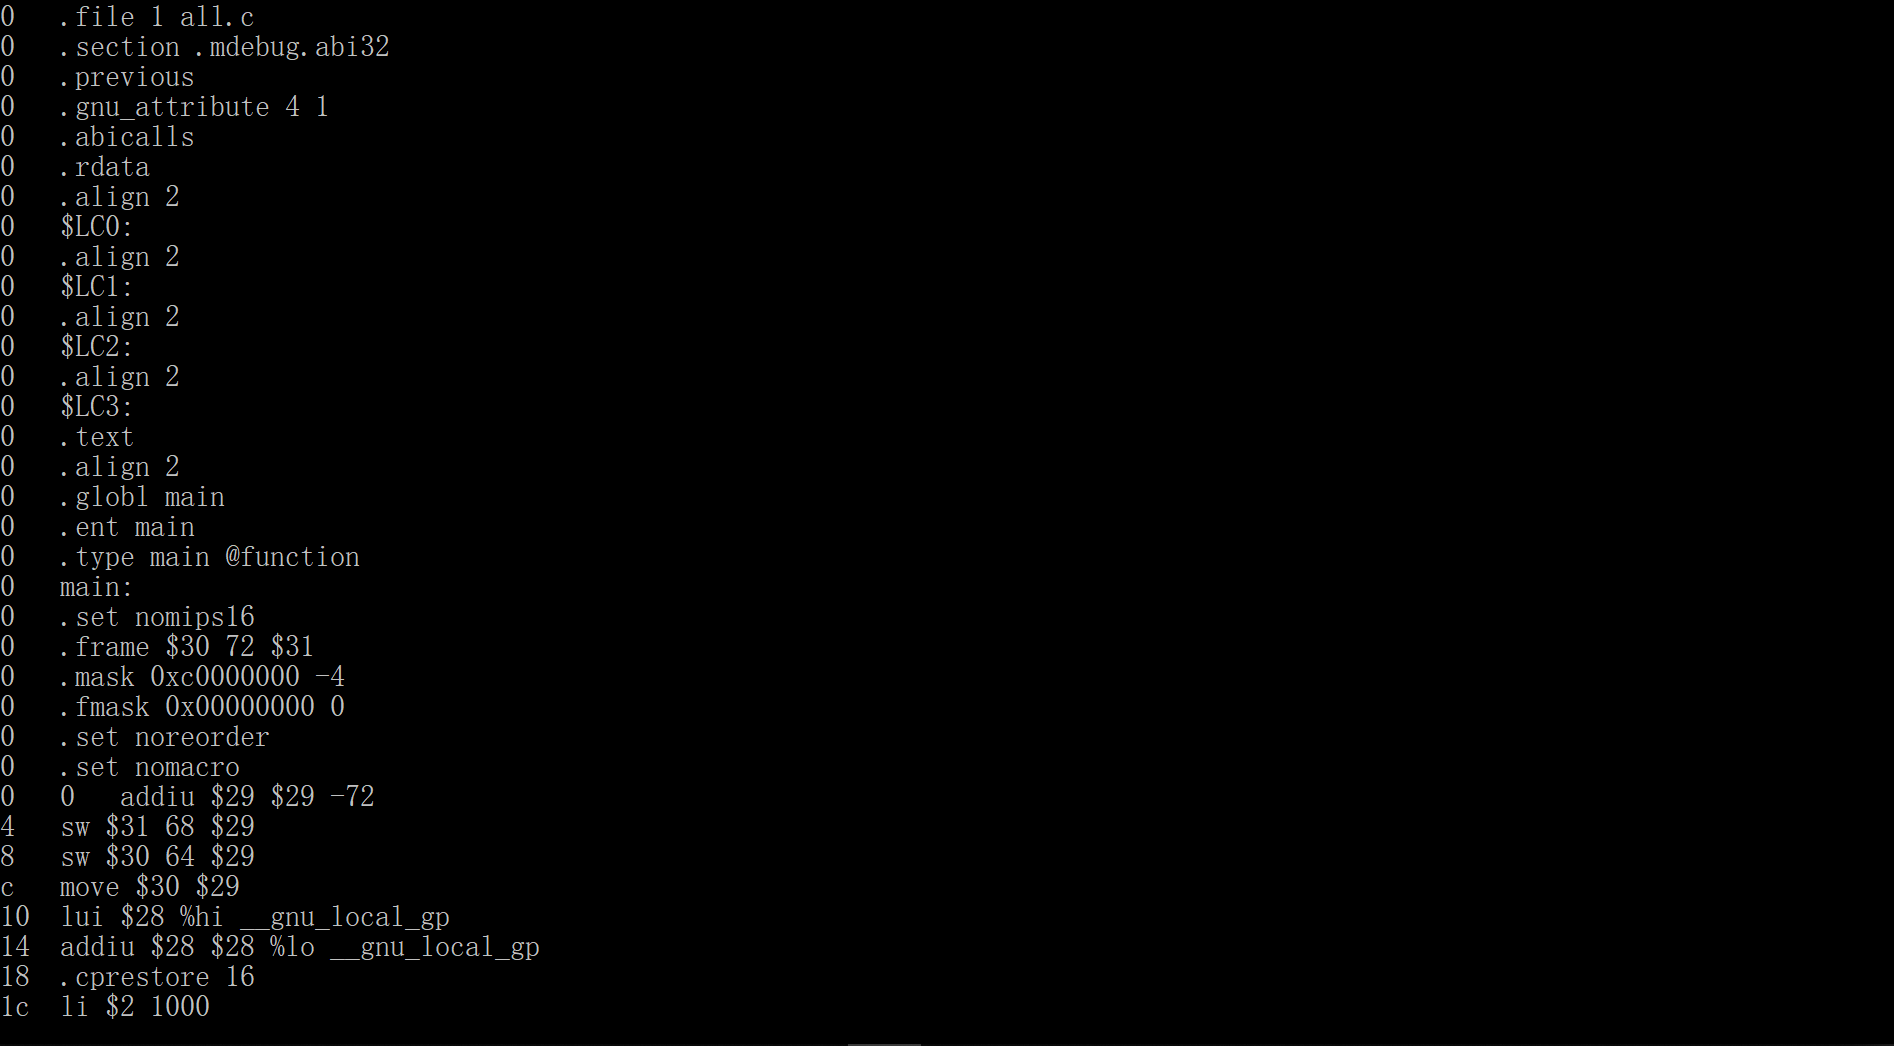 0 .file 1 all.c
0 .section .mdebug.abi32
0 .previous
0 .gnu_attribute 4 1
0 .abicalls
0 .rdata
0 .align 2
0 $LC0:
0 .align 2
0 $LC1:
0 .align 2
0 $LC2:
0 .align 2
0 $LC3:
0 .text
0 .align 2
0 .globl main
0 .ent main
0 .type main @function
0 main:
0 .set nomips16
0 .frame $30 72 $31
0 .mask 0xc0000000 -4
0 .fmask 0x00000000 0
0 .set noreorder
0 .set nomacro
0 0 addiu $29 $29 -72
4 sw $31 68 $29
8 sw $30 64 $29
c move $30 $29
10 lui $28 %hi __gnu_local_gp
14 addiu $28 $28 %lo __gnu_local_gp
18 .cprestore 16
1c li $2 1000